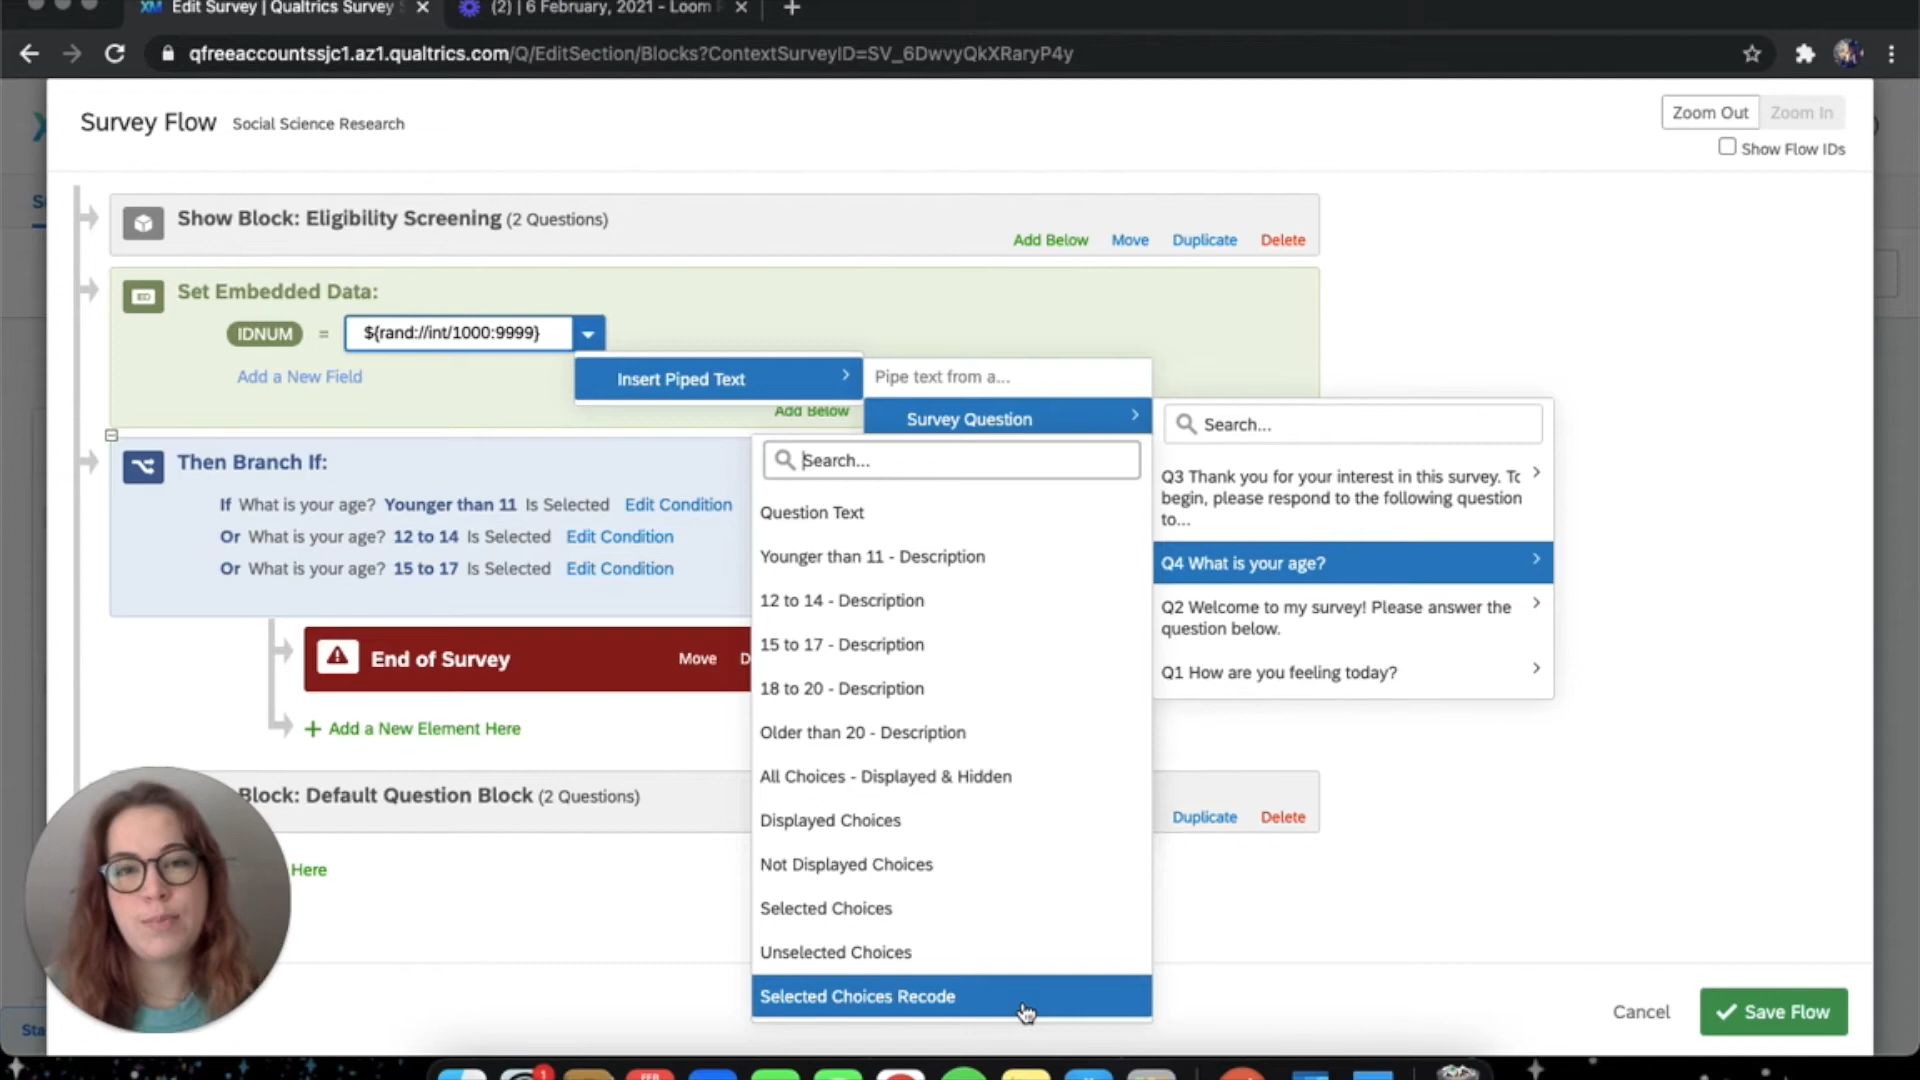 Edit Survey | Qualtrics Survey
(2) | 6 February, 2021 - Loom
qfreeaccountssjc1.az1.qualtrics.com/Q/EditSection/Blocks?ContextSurveyID=SV_6DwvyQkXRaryP4y
Survey Flow Social Science Research
Zoom Out Zoom In
Show Flow IDs
Show Block: Eligibility Screening (2 Questions)
Add Below Move Duplicate Delete
ED
Set Embedded Data:
IDNUM = ${rand://int/1000:9999}
Add a New Field
Insert Piped Text
Pipe text from a...
Add Below
Survey Question
Search...
Q3 Thank you for your interest in this survey. To
begin, please respond to the following question
to...
Q4 What is your age?
Q2 Welcome to my survey! Please answer the
question below.
Q1 How are you feeling today?
Then Branch If:
If What is your age? Younger than 11 Is Selected Edit Condition
Or What is your age? 12 to 14 Is Selected Edit Condition
Or What is your age? 15 to 17 Is Selected Edit Condition
Search...
Question Text
Younger than 11 - Description
12 to 14 - Description
15 to 17 - Description
18 to 20 - Description
Older than 20 - Description
All Choices - Displayed & Hidden
Displayed Choices
Not Displayed Choices
Selected Choices
Unselected Choices
Selected Choices Recode
End of Survey
Move D
+ Add a New Element Here
Block: Default Question Block (2 Questions)
Duplicate Delete
Here
Sta
Cancel
Save Flow
FEB
1